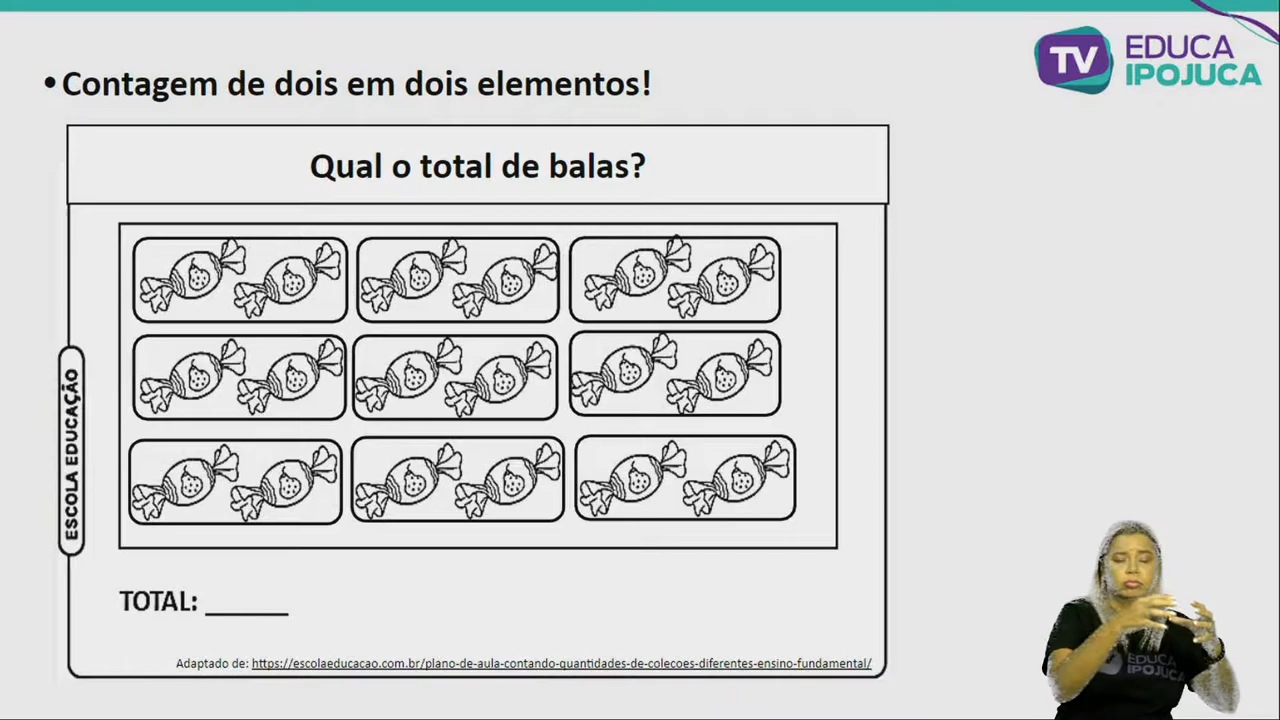 TV EDUCA
IPOJUCA
• Contagem de dois em dois elementos!
Qual o total de balas?
ESCOLA EDUCAÇÃO
TOTAL: ______
Adaptado de: https://escolaeducacao.com.br/plano-de-aula-contando-quantidades-de-colecoes-diferentes-ensino-fundamental/
EDUCA
IPOJUCA